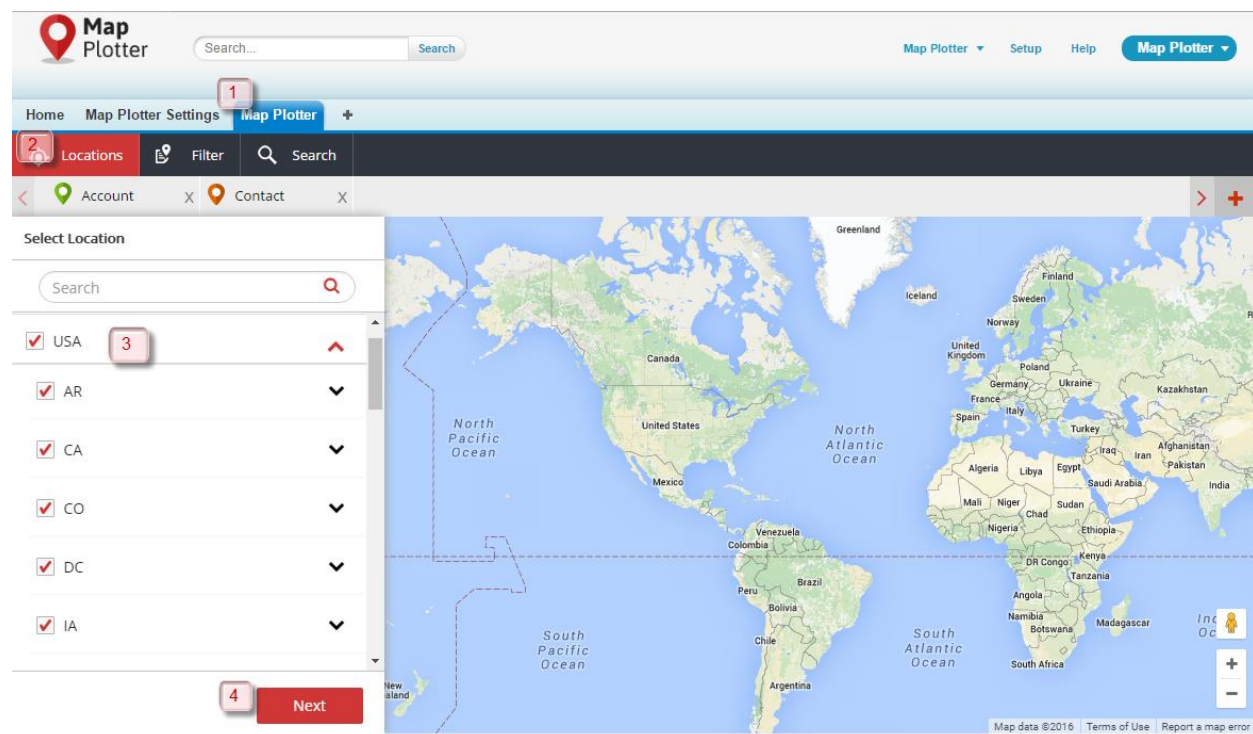 Map
Plotter
Search...
Search
Map Plotter
Setup
Help
Map Plotter
1
Home
Map Plotter Settings
Map Plotter
+
2
Locations
Filter
Search
Account
X
Contact
X
+
Select Location
Search
USA
3
AR
CA
CO
DC
IA
4
Next
Greenland
Iceland
Finland
Sweden
Norway
R
United
Kingdom
Poland
Germany
Ukraine
Kazakhstan
France
Spain
Italy
Turkey
Canada
United States
North
Pacific
Ocean
North
Atlantic
Ocean
Mexico
Algeria
Libya
Egypt
Iraq
Iran
Afghanistan
Pakistan
Saudi Arabia
India
Mali
Niger
Chad
Sudan
Nigeria
Ethiopia
Venezuela
Colombia
DR Congo
Kenya
Tanzania
Brazil
Peru
Angola
Bolivia
Namibia
Botswana
Madagascar
Chile
South
Pacific
Ocean
South
Atlantic
Ocean
South Africa
Argentina
Map data ©2016
Terms of Use
Report a map error